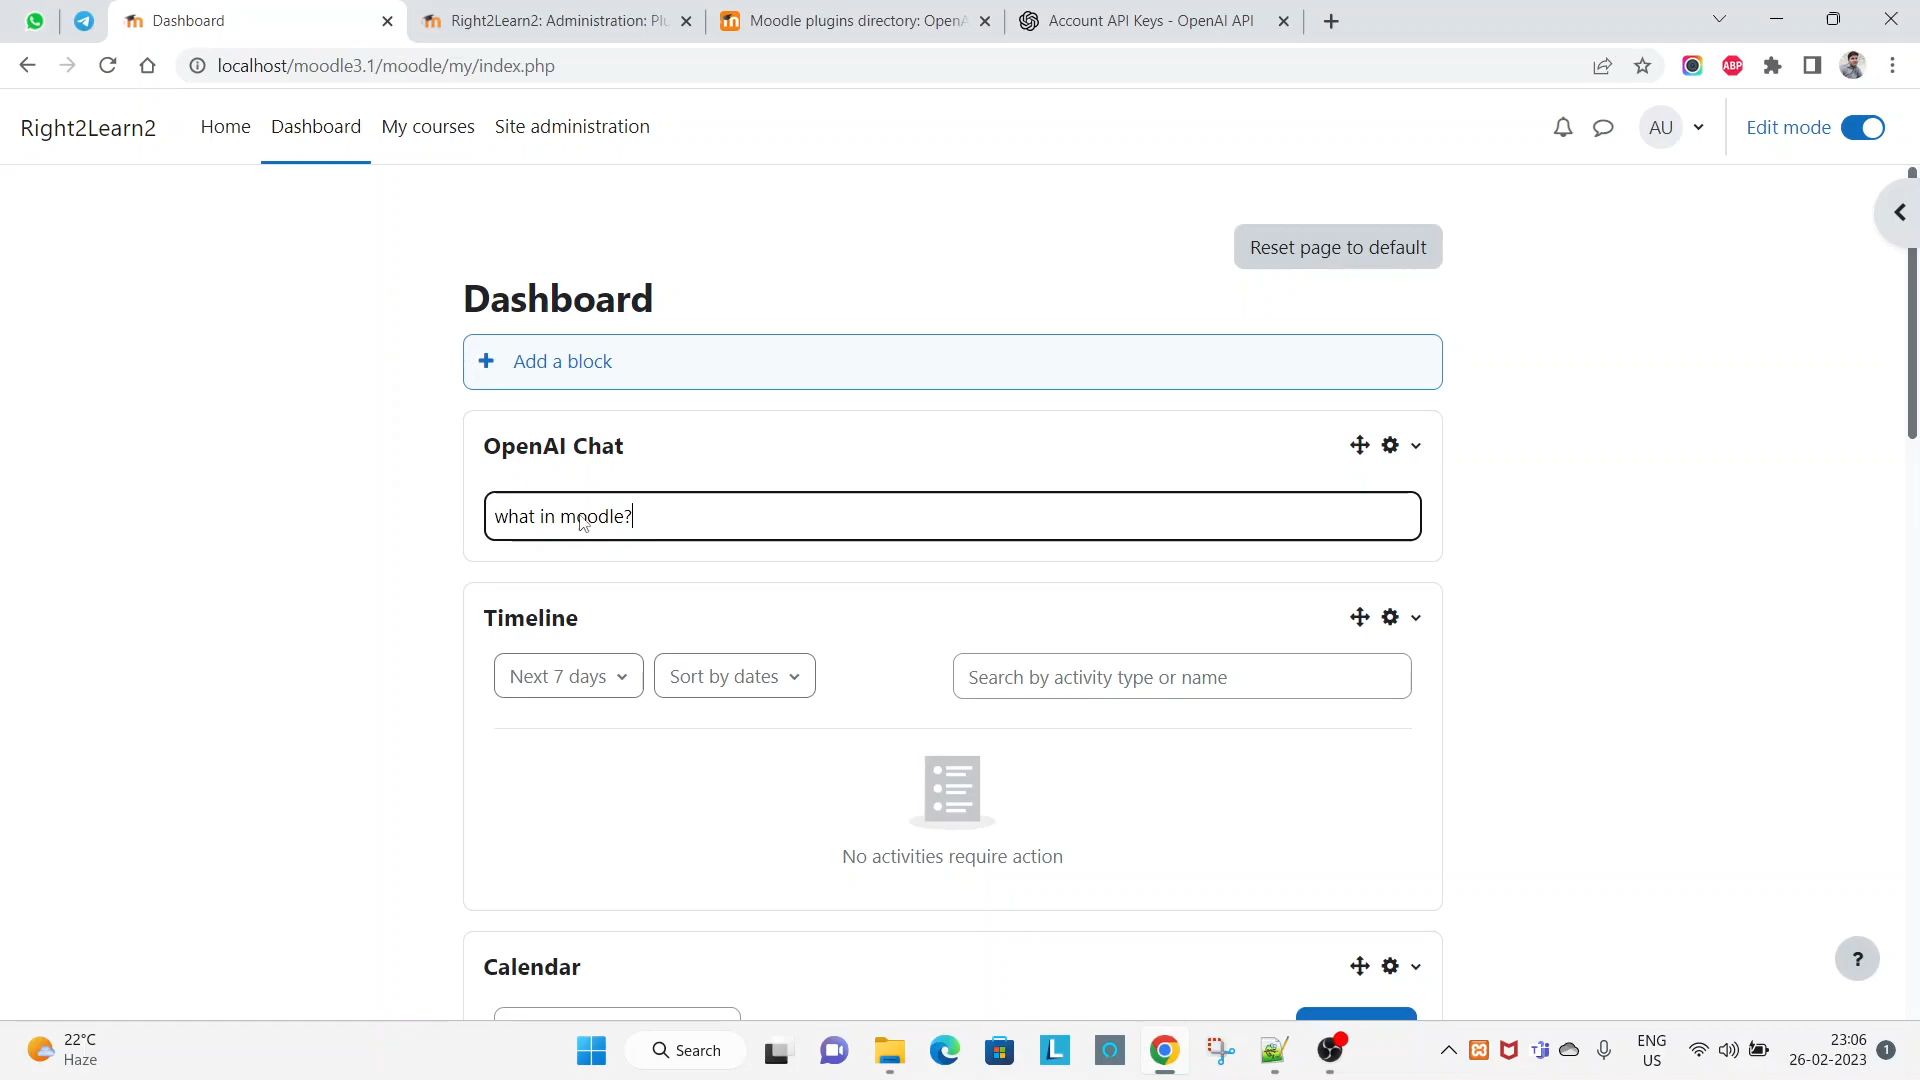 Dashboard
Right2Learn2: Administration: Plu
Moodle plugins directory: OpenA
Account API Keys - OpenAI API
localhost/moodle3.1/moodle/my/index.php
ABP
Right2Learn2
Home
Dashboard
My courses
Site administration
AU
Edit mode
Reset page to default
Dashboard
+ Add a block
OpenAI Chat
what in moodle?
Timeline
Next 7 days
Sort by dates
Search by activity type or name
No activities require action
Calendar
?
22°C
Haze
Search
L
ENG
US
23:06
26-02-2023
1